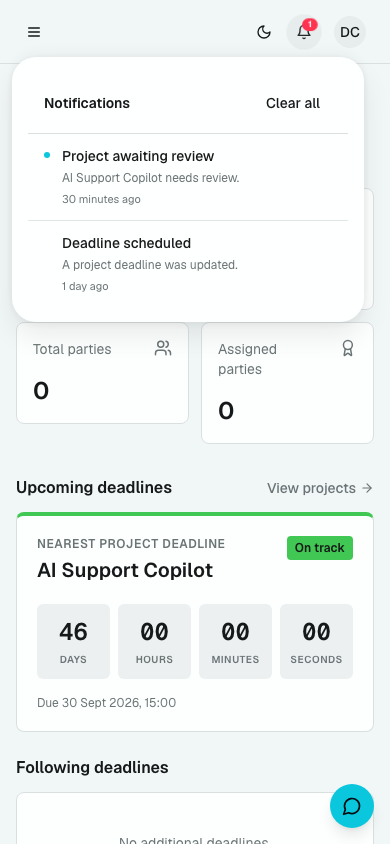 1
DC
Notifications
Clear all
Project awaiting review
AI Support Copilot needs review.
30 minutes ago
Deadline scheduled
A project deadline was updated.
1 day ago
Total parties
0
Assigned
parties
0
Upcoming deadlines
View projects
NEAREST PROJECT DEADLINE
On track
AI Support Copilot
46
DAYS
00
HOURS
00
MINUTES
00
SECONDS
Due 30 Sept 2026, 15:00
Following deadlines
No additional deadlines